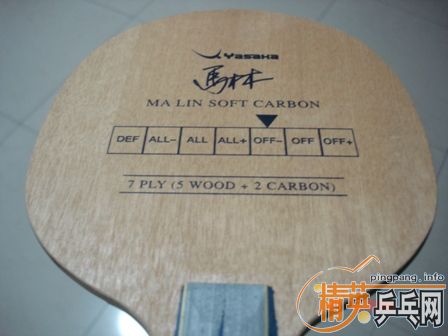 Yasaka
馬林
MA LIN SOFT CARBON
DEF ALL- ALL ALL+ OFF- OFF OFF+
7 PLY (5 WOOD + 2 CARBON)
pingpang.info
精英乒乓网